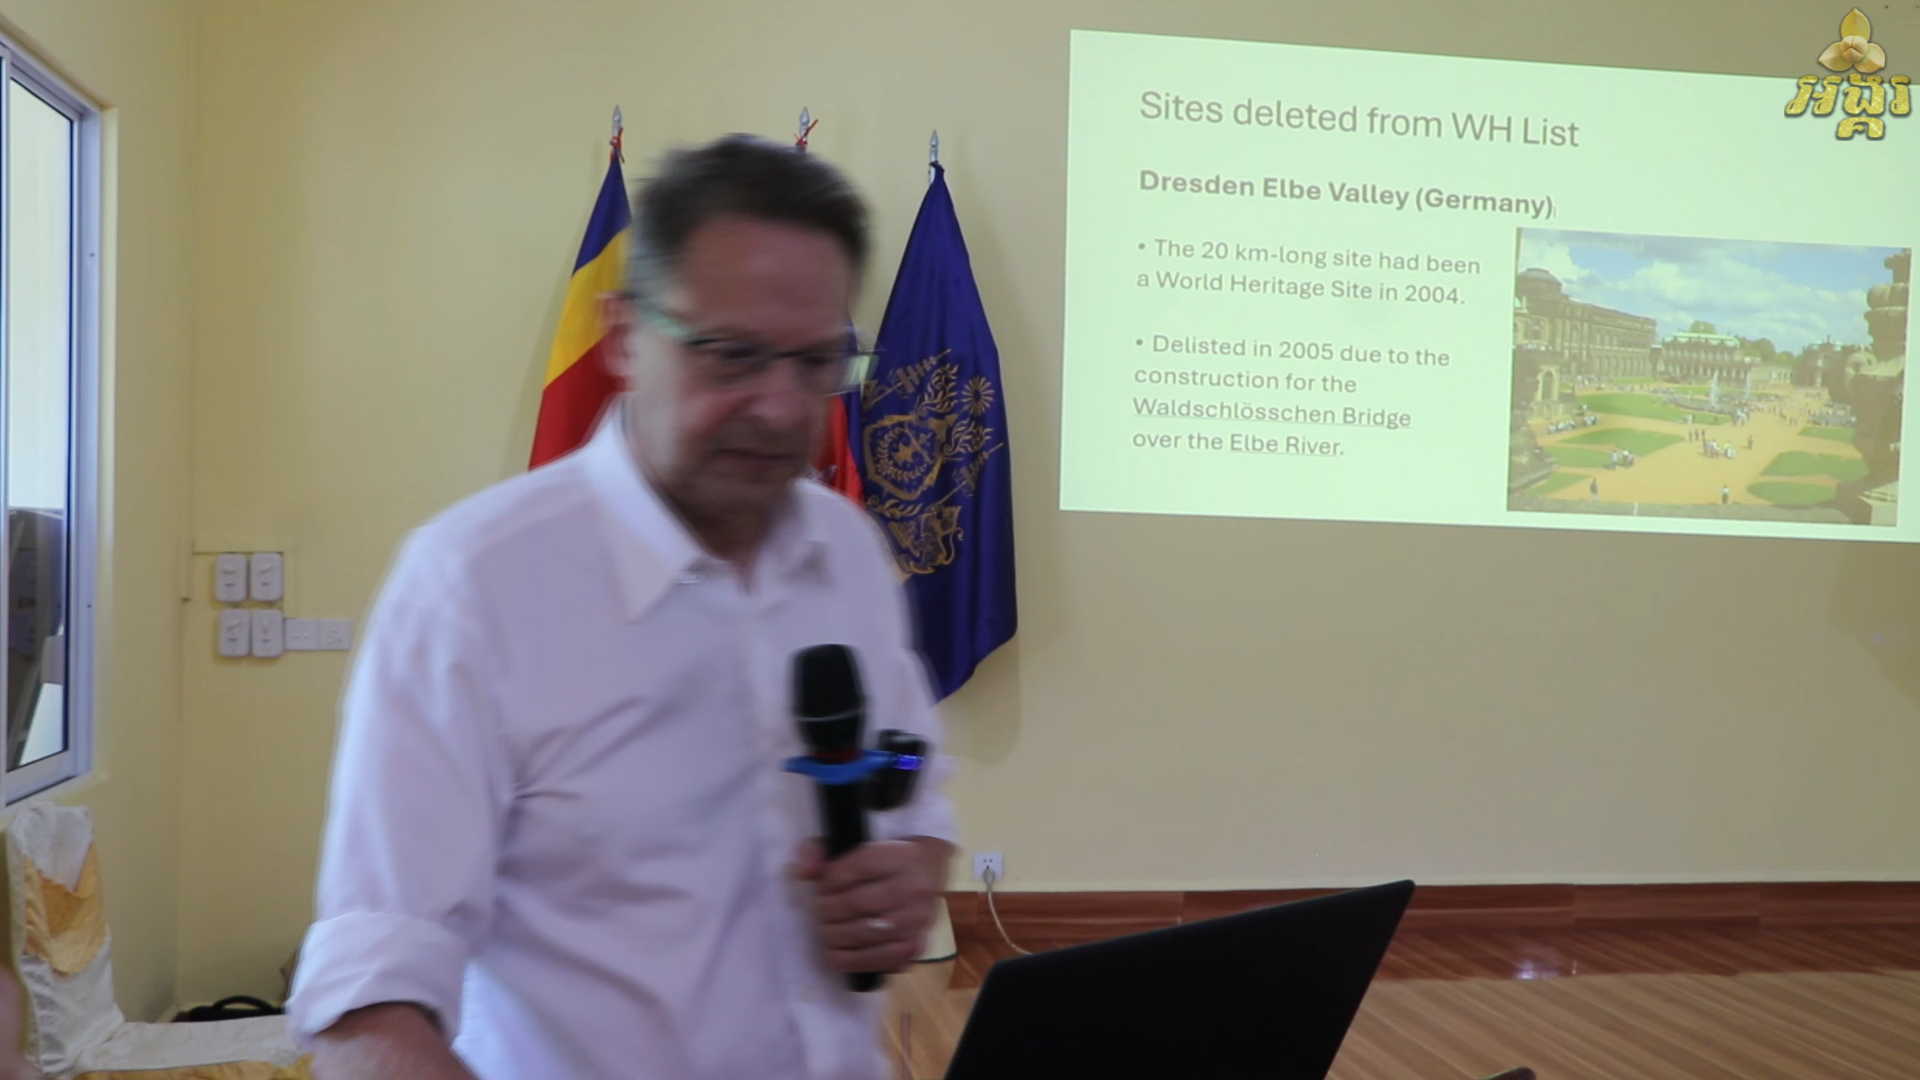 អង្គរ
Sites deleted from WH List
Dresden Elbe Valley (Germany)
• The 20 km-long site had been
a World Heritage Site in 2004.
• Delisted in 2005 due to the
construction for the
Waldschlösschen Bridge
over the Elbe River.